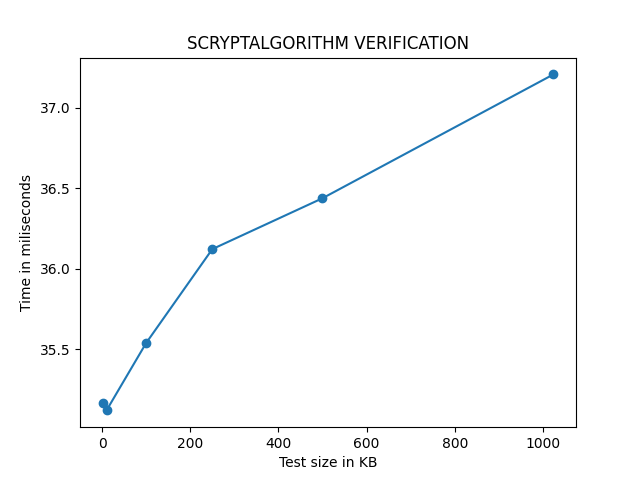 SCRYPTALGORITHM VERIFICATION
37.0
36.5
36.0
35.5
Time in miliseconds
0 200 400 600 800 1000
Test size in KB